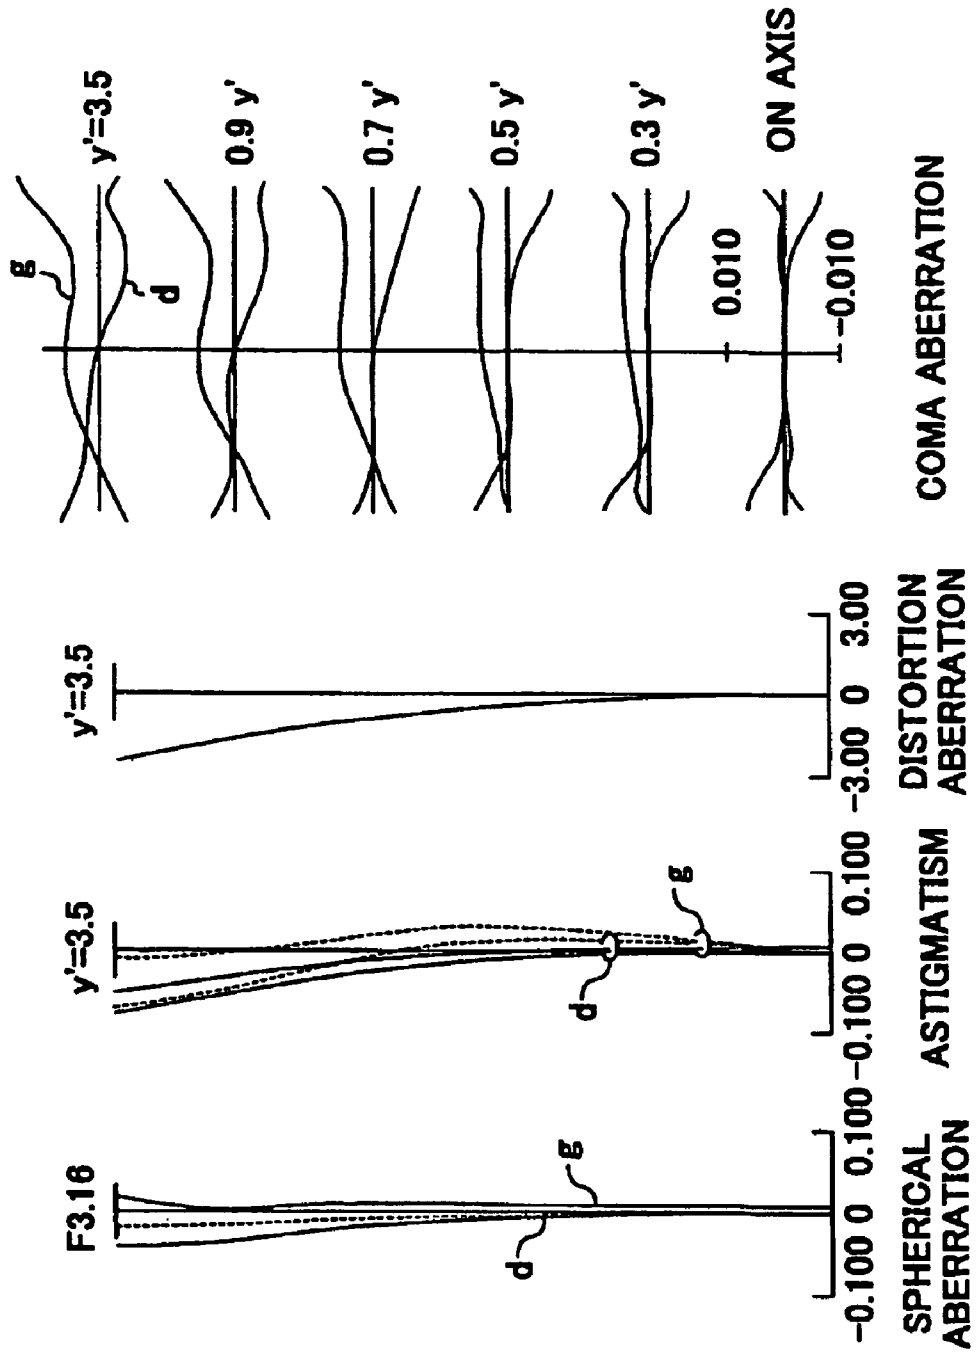 F3.16
g
d
-0.100 0 0.100
SPHERICAL
ABERRATION
y'=3.5
g
d
-0.100 0 0.100
ASTIGMATISM
y'=3.5
-3.00 0 3.00
DISTORTION
ABERRATION
g
d
y'=3.5
0.9 y'
0.7 y'
0.5 y'
0.3 y'
0.010
ON AXIS
-0.010
COMA ABERRATION